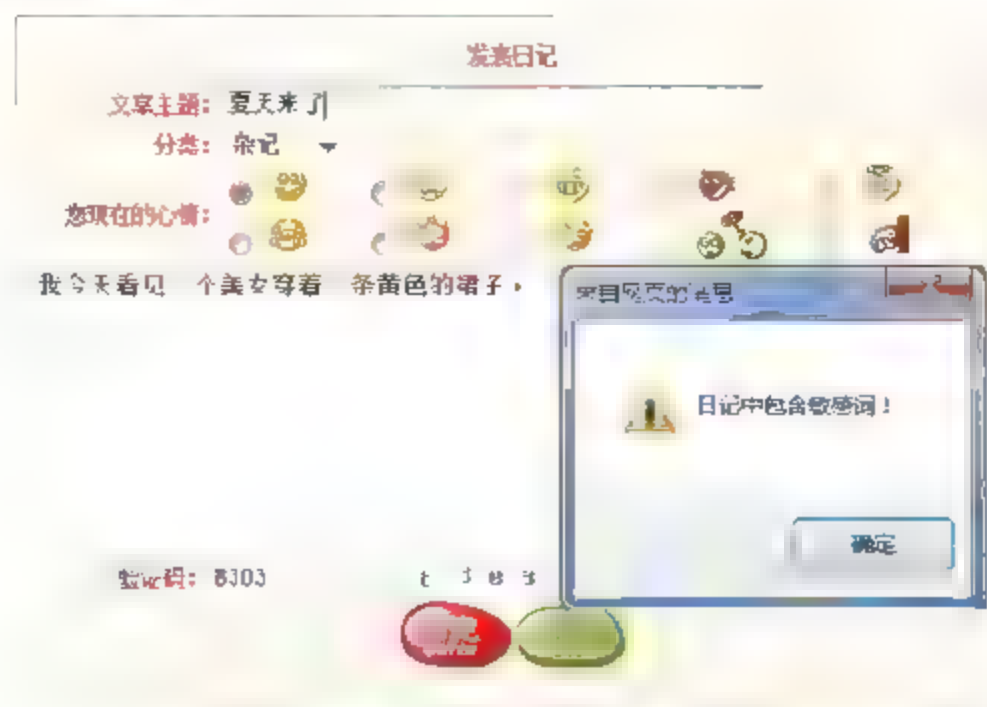 发表日记
文章主题: 夏天来了
分类: 杂记
您现在的心情:
我今天看见 个美女穿着 条黄色的裙子。
来自网页的消息
日记中包含敏感词!
确定
验证码: 8303